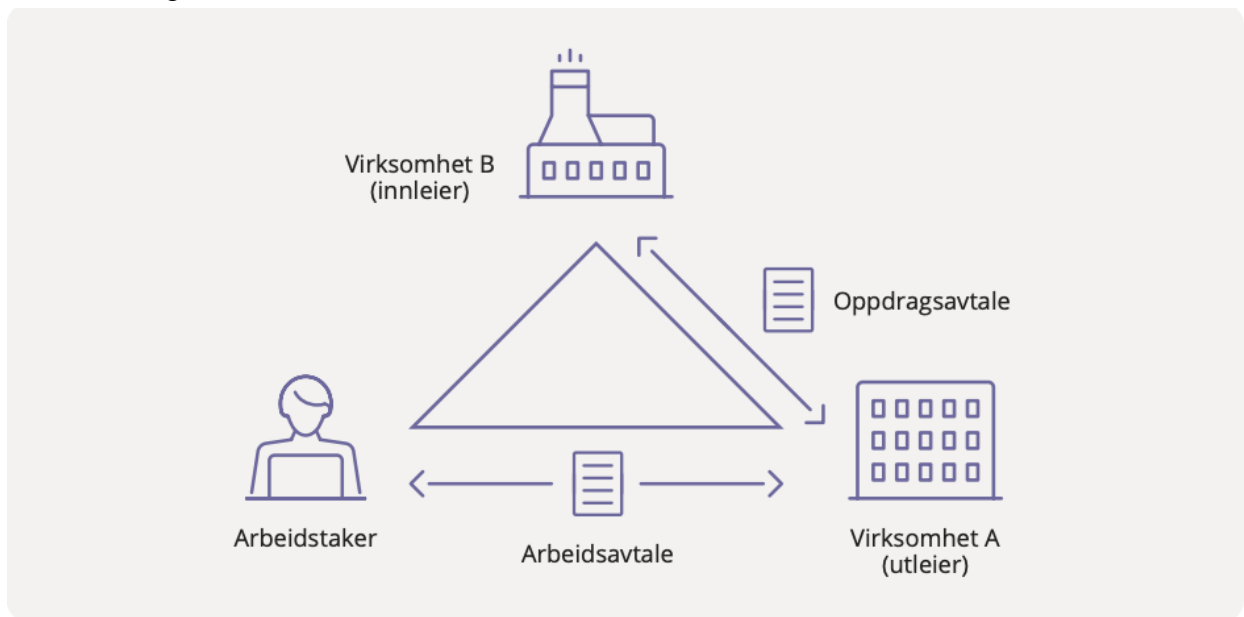 Virksomhet B
(innleier)
Oppdragsavtale
Arbeidstaker
Arbeidsavtale
Virksomhet A
(utleier)